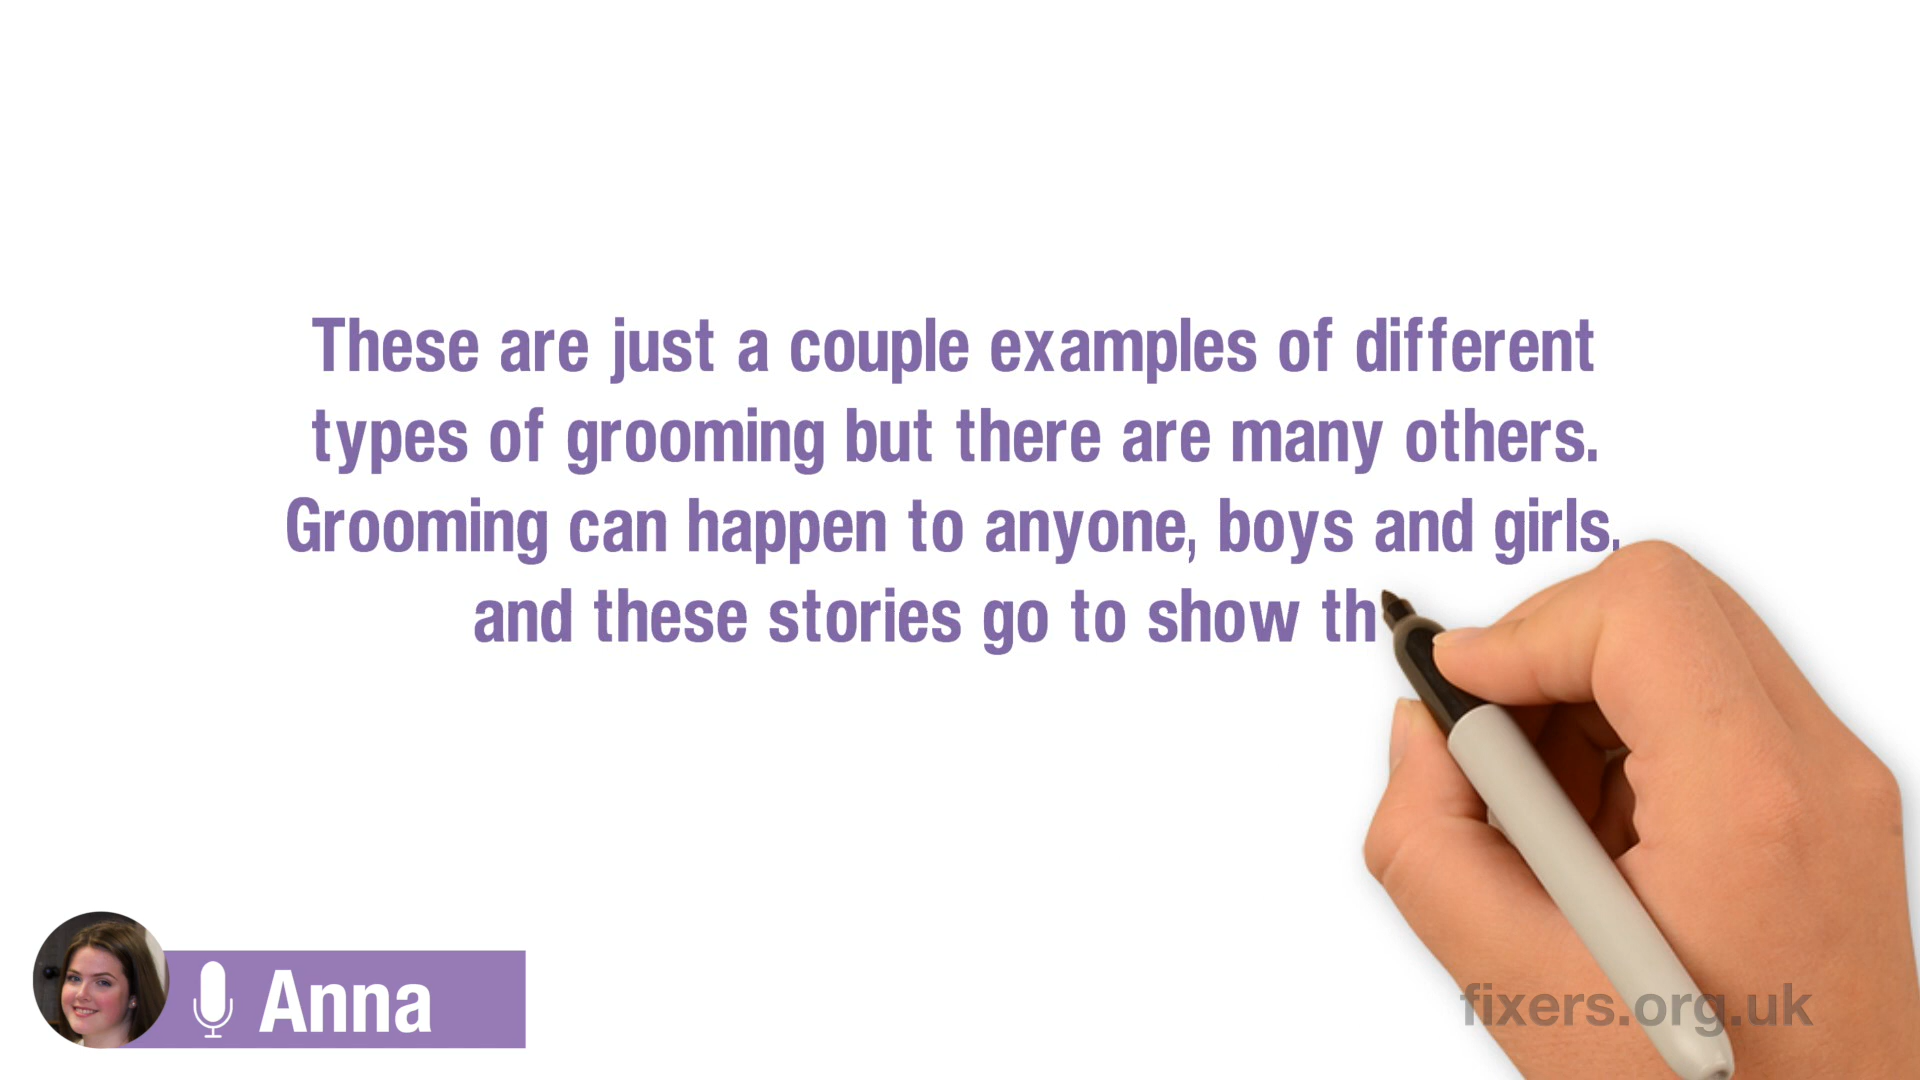 These are just a couple examples of different
types of grooming but there are many others.
Grooming can happen to anyone, boys and girls,
and these stories go to show th
Anna
fixers.org.uk